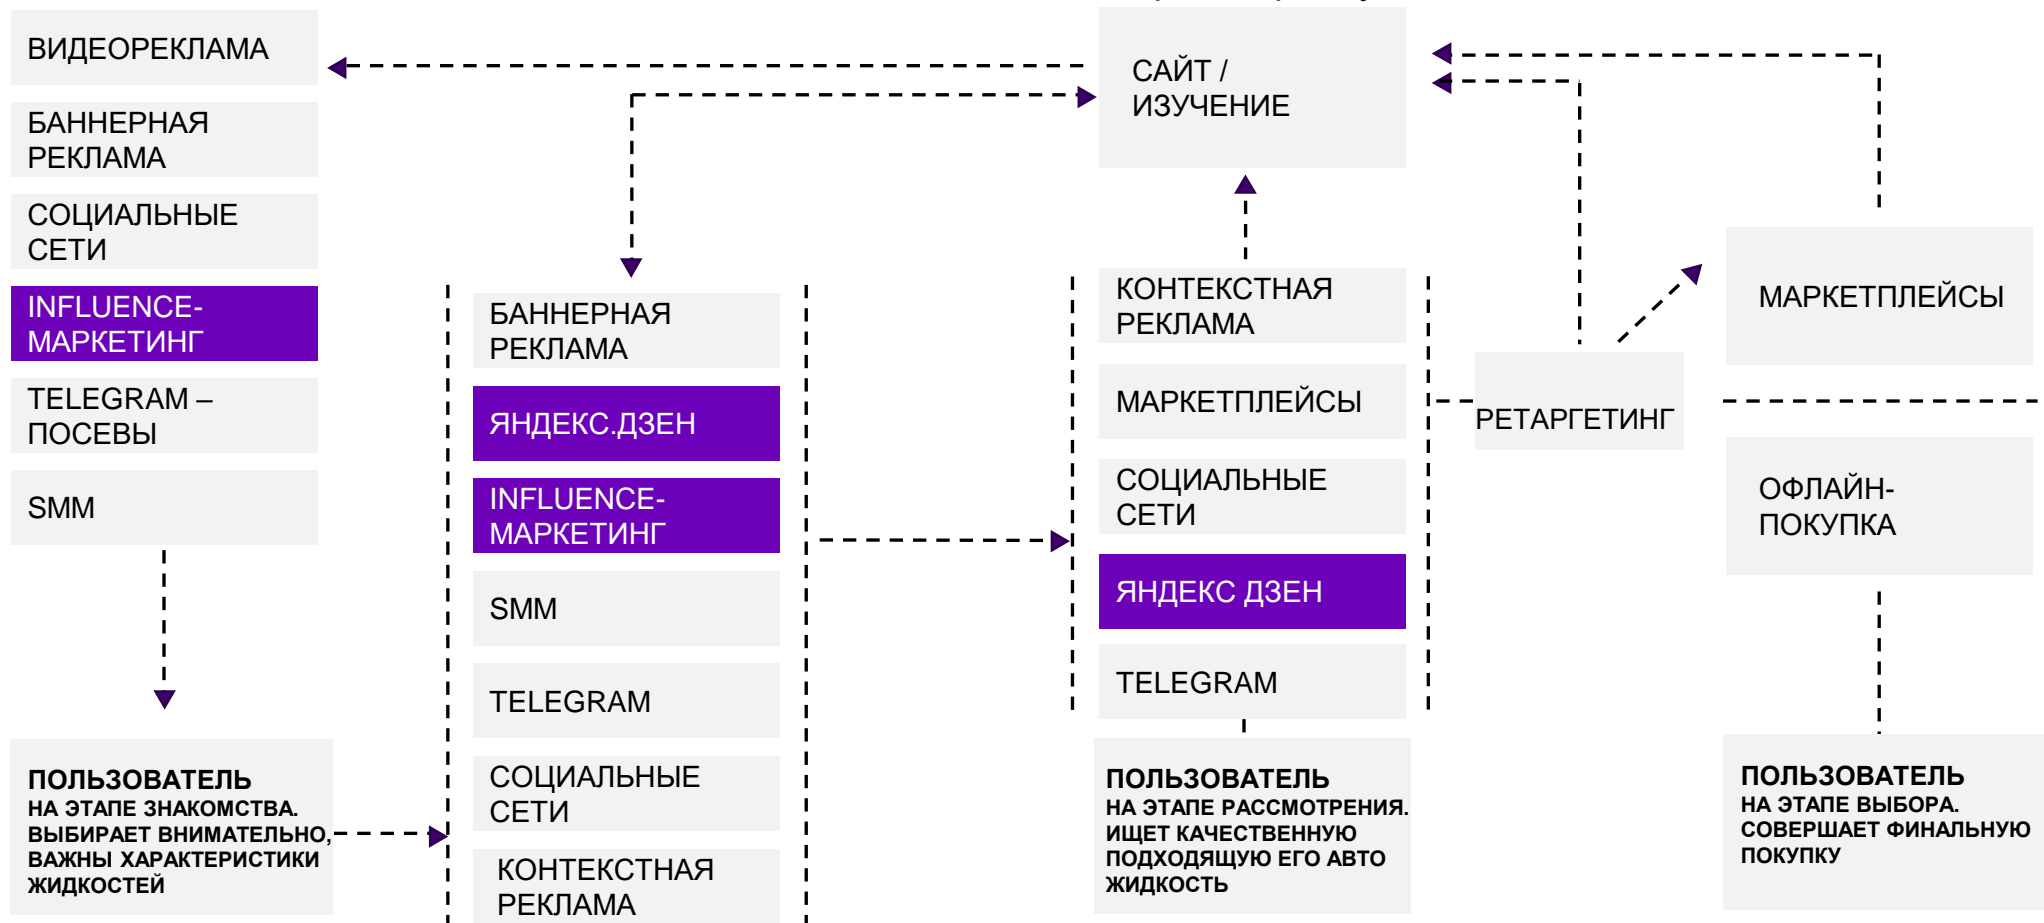 ВИДЕОРЕКЛАМА
БАННЕРНАЯ
РЕКЛАМА
СОЦИАЛЬНЫЕ
СЕТИ
INFLUENCE-
МАРКЕТИНГ
TELEGRAM –
ПОСЕВЫ
SMM
ПОЛЬЗОВАТЕЛЬ
НА ЭТАПЕ ЗНАКОМСТВА.
ВЫБИРАЕТ ВНИМАТЕЛЬНО,
ВАЖНЫ ХАРАКТЕРИСТИКИ
ЖИДКОСТЕЙ
БАННЕРНАЯ
РЕКЛАМА
ЯНДЕКС.ДЗЕН
INFLUENCE-
МАРКЕТИНГ
SMM
TELEGRAM
СОЦИАЛЬНЫЕ
СЕТИ
КОНТЕКСТНАЯ
РЕКЛАМА
САЙТ /
ИЗУЧЕНИЕ
КОНТЕКСТНАЯ
РЕКЛАМА
МАРКЕТПЛЕЙСЫ
СОЦИАЛЬНЫЕ
СЕТИ
ЯНДЕКС ДЗЕН
TELEGRAM
ПОЛЬЗОВАТЕЛЬ
НА ЭТАПЕ РАССМОТРЕНИЯ.
ИЩЕТ КАЧЕСТВЕННУЮ
ПОДХОДЯЩУЮ ЕГО АВТО
ЖИДКОСТЬ
РЕТАРГЕТИНГ
МАРКЕТПЛЕЙСЫ
ОФЛАЙН-
ПОКУПКА
ПОЛЬЗОВАТЕЛЬ
НА ЭТАПЕ ВЫБОРА.
СОВЕРШАЕТ ФИНАЛЬНУЮ
ПОКУПКУ